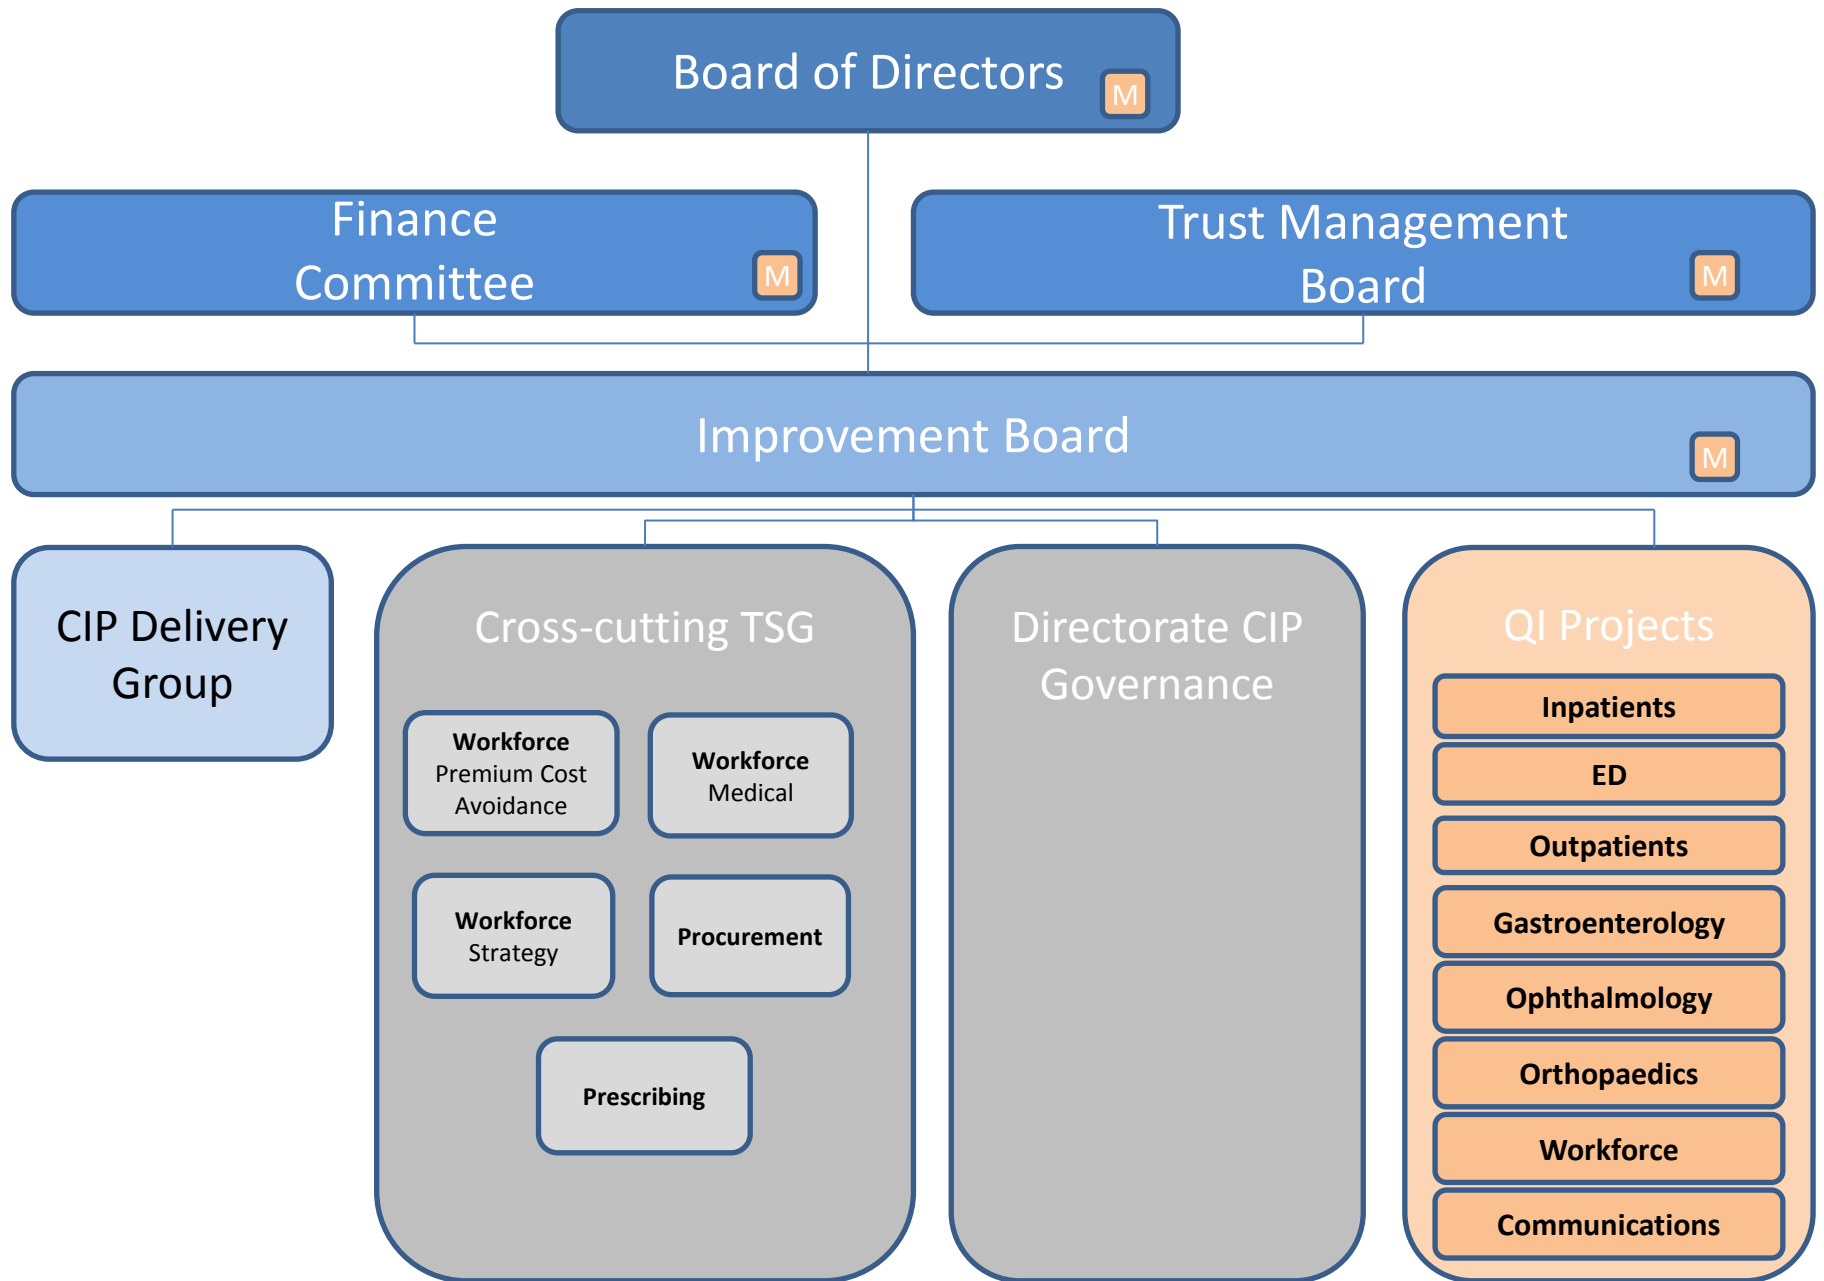 Board of Directors
M
Finance
Committee
M
Trust Management
Board
M
Improvement Board
M
CIP Delivery
Group
Cross-cutting TSG
Workforce
Premium Cost
Avoidance
Workforce
Medical
Workforce
Strategy
Procurement
Prescribing
Directorate CIP
Governance
QI Projects
Inpatients
ED
Outpatients
Gastroenterology
Ophthalmology
Orthopaedics
Workforce
Communications